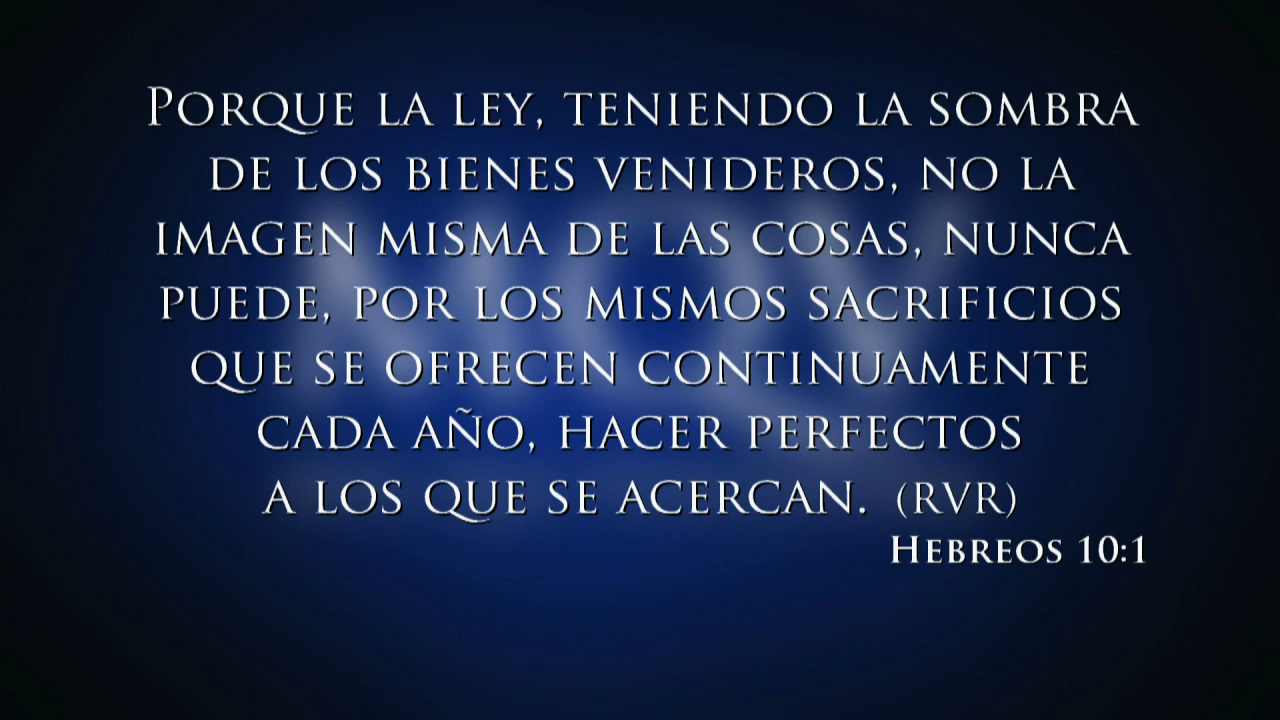 Porque la ley, teniendo la sombra
de los bienes venideros, no la
imagen misma de las cosas, nunca
puede, por los mismos sacrificios
que se ofrecen continuamente
cada año, hacer perfectos
a los que se acercan. (RVR)
Hebreos 10:1